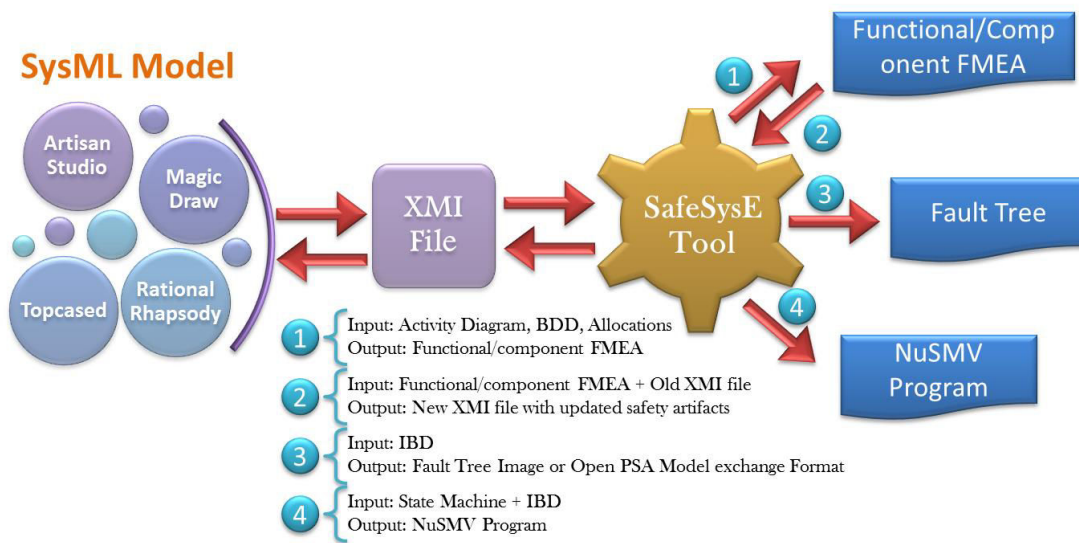 SysML Model
Artisan
Studio
Magic
Draw
Topcased
Rational
Rhapsody
XMI
File
SafeSysE
Tool
1
2
3
4
Functional/Comp
onent FMEA
Fault Tree
NuSMV
Program
1
Input: Activity Diagram, BDD, Allocations
Output: Functional/component FMEA
2
Input: Functional/component FMEA + Old XMI file
Output: New XMI file with updated safety artifacts
3
Input: IBD
Output: Fault Tree Image or Open PSA Model exchange Format
4
Input: State Machine + IBD
Output: NuSMV Program